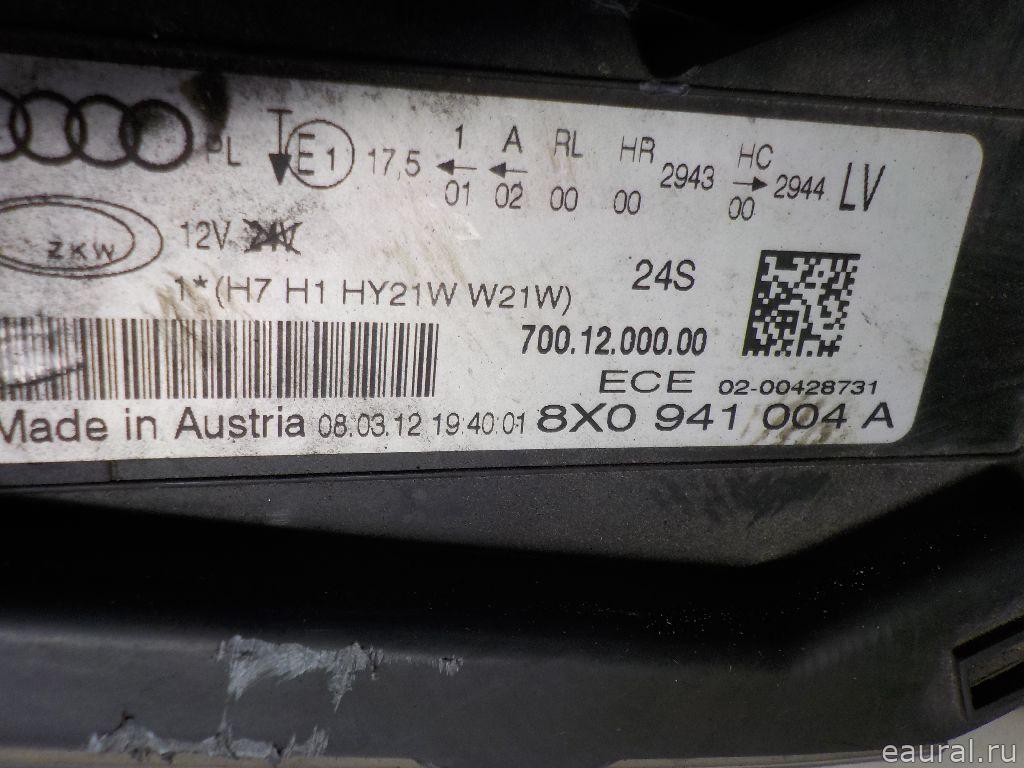 PL E1 17,5 1 A RL HR 2943 HC 2944 LV
01 02 00 00 00
ZKW 12V 24V
1*(H7 H1 HY21W W21W) 24S
700.12.000.00
ECE 02-00428731
Made in Austria 08.03.12 19:40:01 8X0 941 004 A
eaural.ru